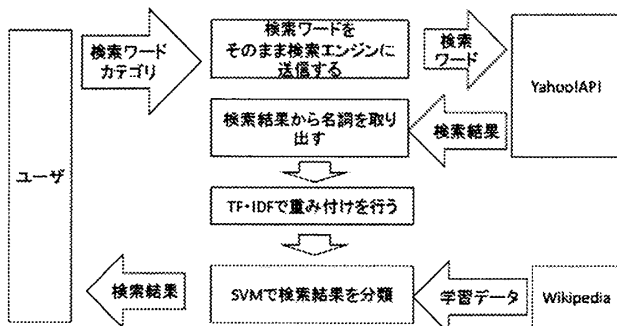 検索ワード
カテゴリ
検索ワードを
そのまま検索エンジンに
送信する
検索
ワード
Yahoo!API
検索結果から名詞を取り
出す
検索結果
ユーザ
TF・IDFで重み付けを行う
検索結果
SVMで検索結果を分類
学習データ
Wikipedia